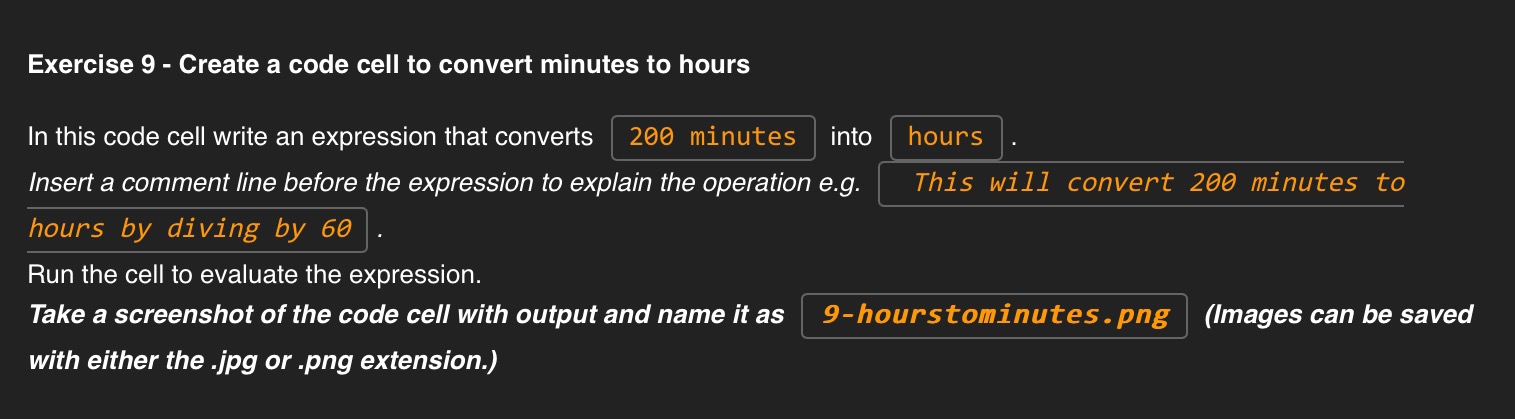 Exercise 9 - Create a code cell to convert minutes to hours
In this code cell write an expression that converts 200 minutes into hours .
Insert a comment line before the expression to explain the operation e.g. This will convert 200 minutes to
hours by diving by 60 .
Run the cell to evaluate the expression.
Take a screenshot of the code cell with output and name it as 9-hourstominutes.png (Images can be saved
with either the .jpg or .png extension.)